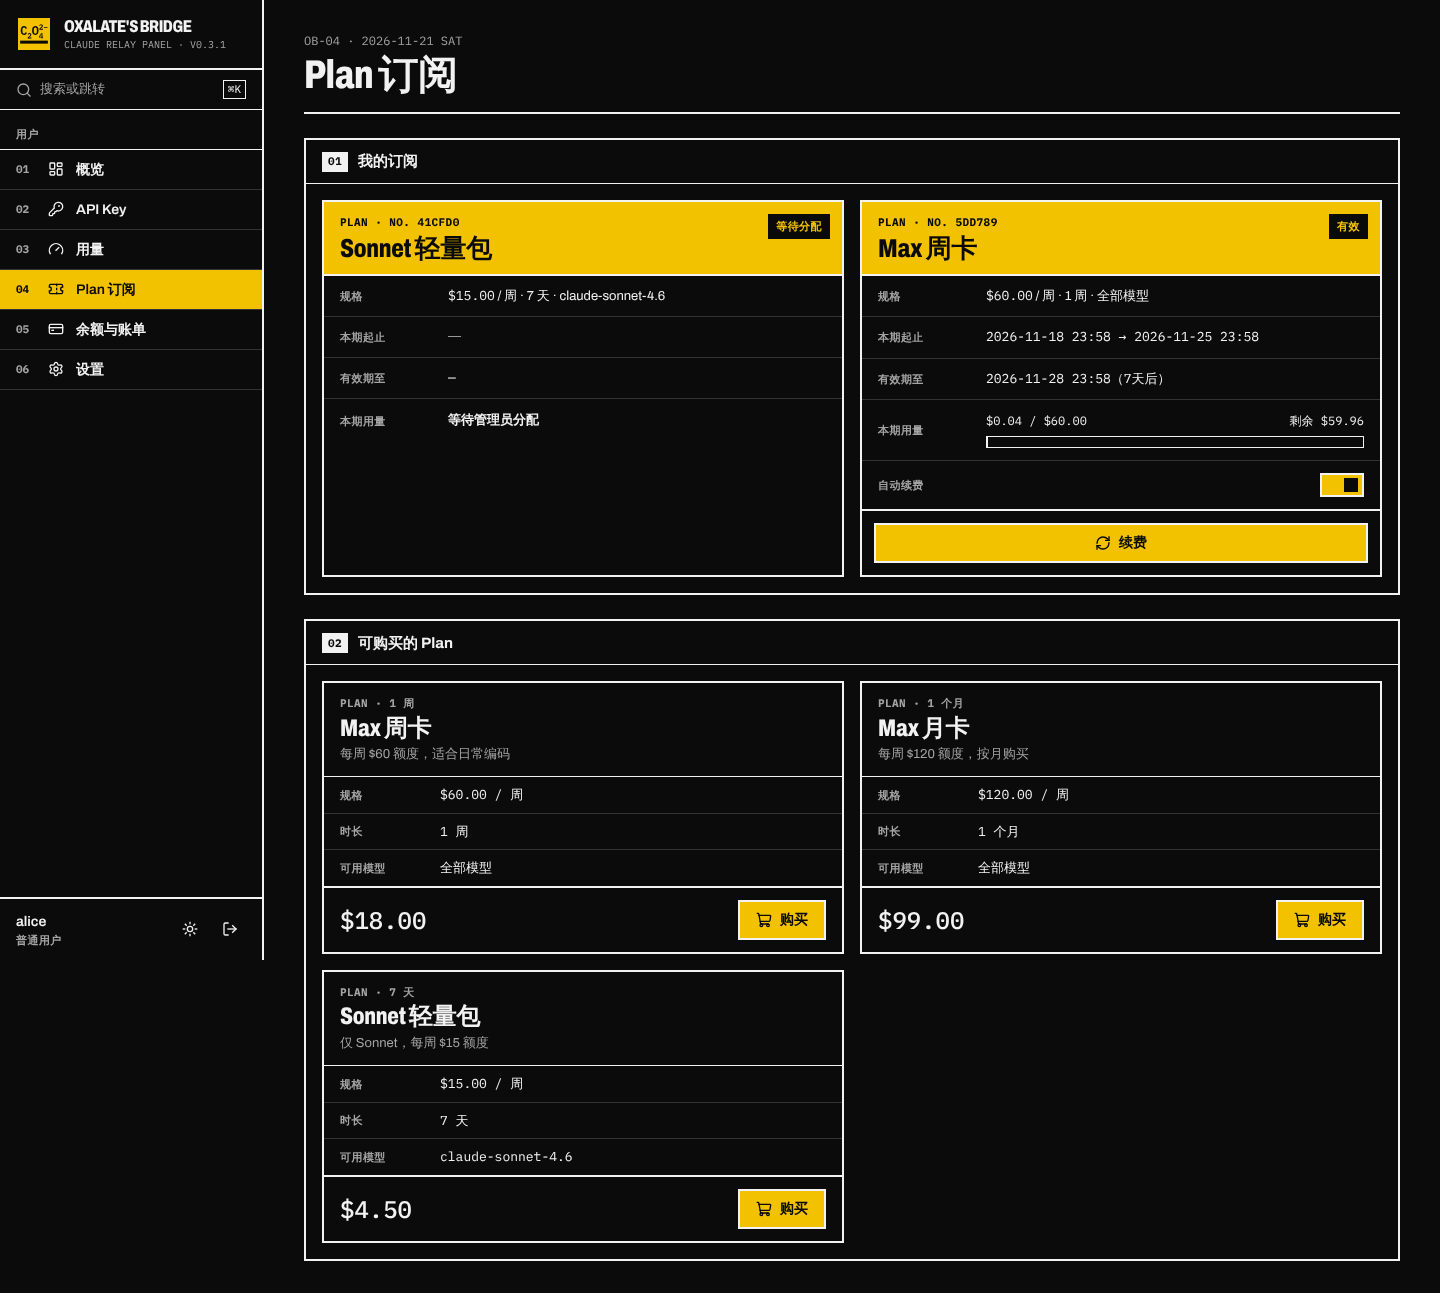 C₂O₄²⁻
OXALATE'S BRIDGE
CLAUDE RELAY PANEL · V0.3.1
搜索或跳转 ⌘K
用户
01 概览
02 API Key
03 用量
04 Plan 订阅
05 余额与账单
06 设置
alice
普通用户
OB-04 · 2026-11-21 SAT
Plan 订阅
01 我的订阅
PLAN · NO. 41CFD0
等待分配
Sonnet 轻量包
规格 $15.00 / 周 · 7 天 · claude-sonnet-4.6
本期起止 —
有效期至 —
本期用量 等待管理员分配
PLAN · NO. 5DD789
有效
Max 周卡
规格 $60.00 / 周 · 1 周 · 全部模型
本期起止 2026-11-18 23:58 → 2026-11-25 23:58
有效期至 2026-11-28 23:58（7天后）
本期用量 $0.04 / $60.00 剩余 $59.96
自动续费
续费
02 可购买的 Plan
PLAN · 1 周
Max 周卡
每周 $60 额度，适合日常编码
规格 $60.00 / 周
时长 1 周
可用模型 全部模型
$18.00 购买
PLAN · 1 个月
Max 月卡
每周 $120 额度，按月购买
规格 $120.00 / 周
时长 1 个月
可用模型 全部模型
$99.00 购买
PLAN · 7 天
Sonnet 轻量包
仅 Sonnet，每周 $15 额度
规格 $15.00 / 周
时长 7 天
可用模型 claude-sonnet-4.6
$4.50 购买